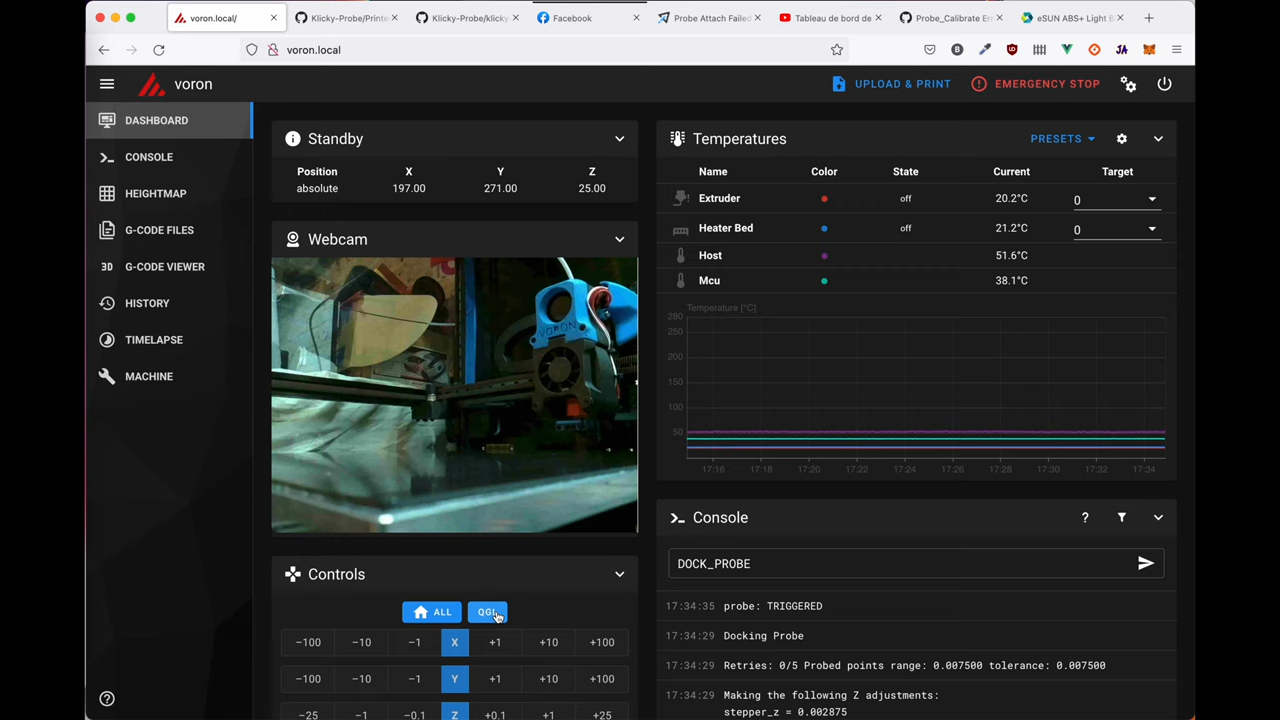 voron.local/
Klicky-Probe/Printe
Klicky-Probe/klicky
Facebook
Probe Attach Failed
Tableau de bord de
Probe_Calibrate Err
eSUN ABS+ Light B
voron.local
voron
UPLOAD & PRINT
EMERGENCY STOP
DASHBOARD
CONSOLE
HEIGHTMAP
G-CODE FILES
3D G-CODE VIEWER
HISTORY
TIMELAPSE
MACHINE
Standby
Position X Y Z
absolute 197.00 271.00 25.00
Webcam
VORON
Controls
ALL QGL
−100 −10 −1 X +1 +10 +100
−100 −10 −1 Y +1 +10 +100
−25 −1 −0.1 Z +0.1 +1 +25
Temperatures
PRESETS
Name Color State Current Target
Extruder off 20.2°C 0
Heater Bed off 21.2°C 0
Host 51.6°C
Mcu 38.1°C
Temperature [°C]
280
250
200
150
100
50
17:16 17:18 17:20 17:22 17:24 17:26 17:28 17:30 17:32 17:34
Console
DOCK_PROBE
17:34:35 probe: TRIGGERED
17:34:29 Docking Probe
17:34:29 Retries: 0/5 Probed points range: 0.007500 tolerance: 0.007500
17:34:29 Making the following Z adjustments:
stepper_z = 0.002875